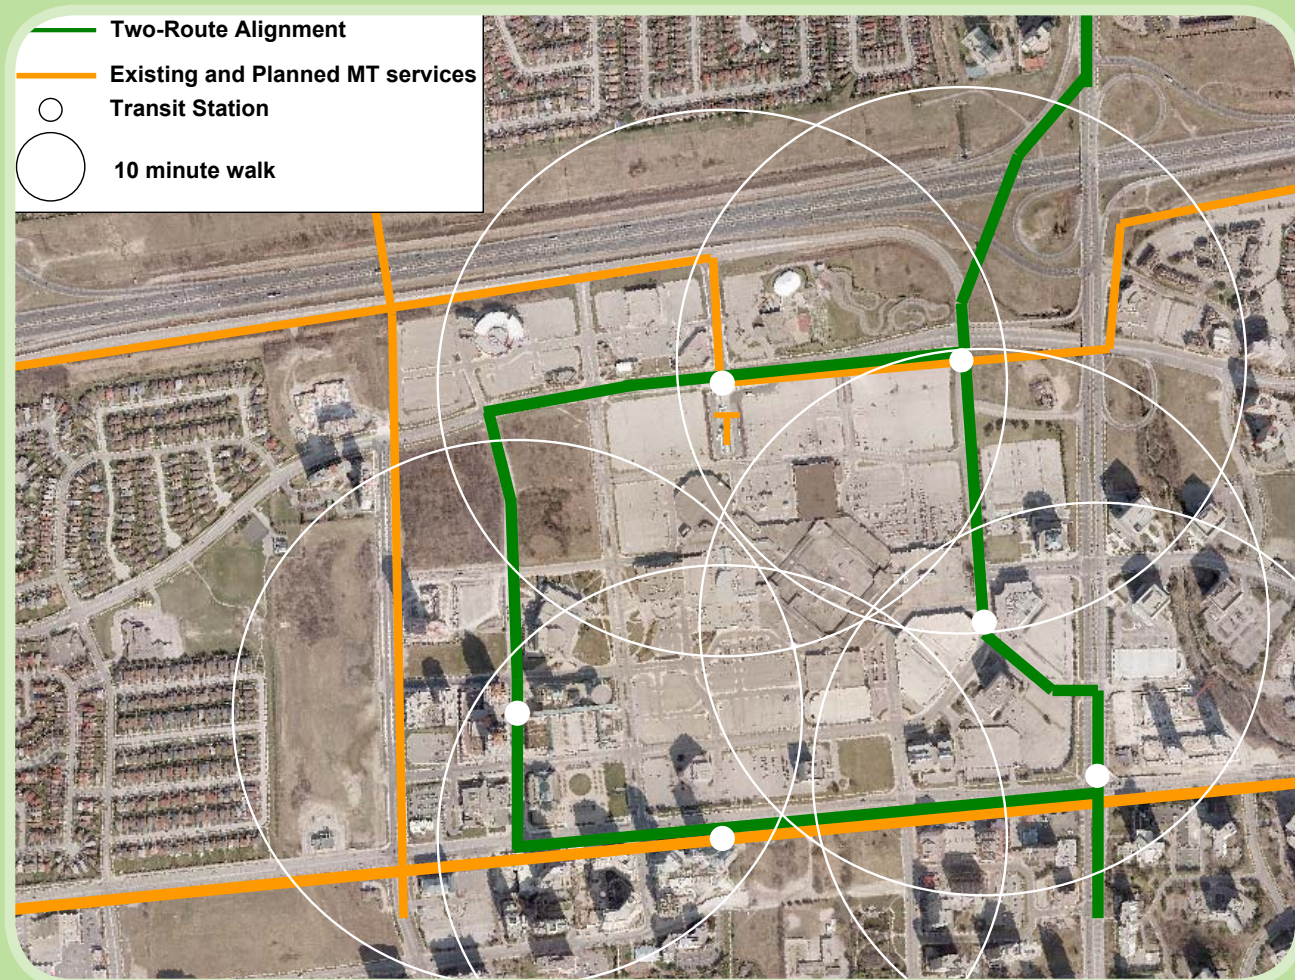 Two-Route Alignment
Existing and Planned MT services
Transit Station
10 minute walk
T